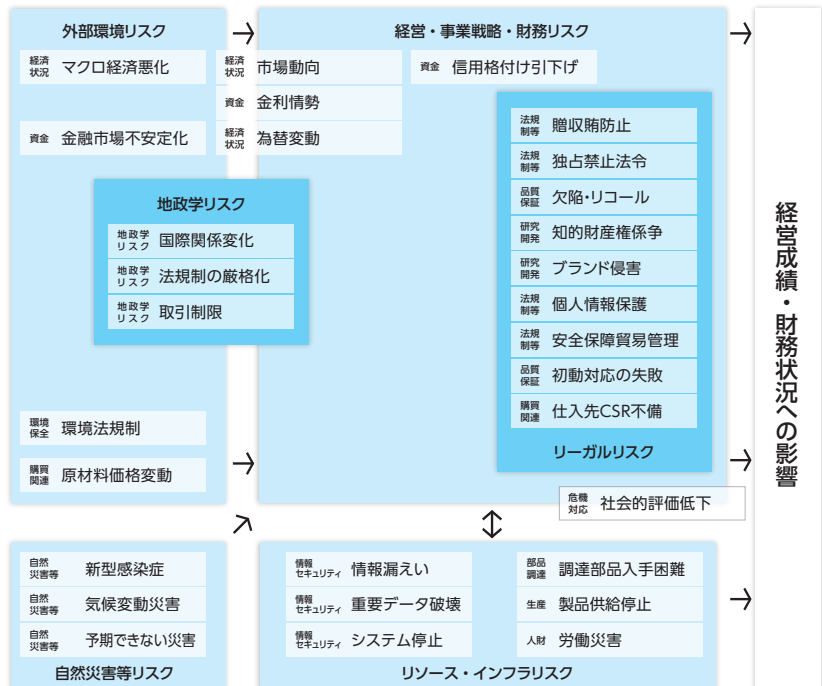 外部環境リスク
経済状況 マクロ経済悪化
資金 金融市場不安定化
経営・事業戦略・財務リスク
経済状況 市場動向
資金 金利情勢
経済状況 為替変動
資金 信用格付け引下げ
地政学リスク
地政学リスク 国際関係変化
地政学リスク 法規制の厳格化
地政学リスク 取引制限
環境保全 環境法規制
購買関連 原材料価格変動
法規制等 贈収賄防止
法規制等 独占禁止法令
品質保証 欠陥・リコール
研究開発 知的財産権係争
研究開発 ブランド侵害
法規制等 個人情報保護
法規制等 安全保障貿易管理
品質保証 初動対応の失敗
購買関連 仕入先CSR不備
リーガルリスク
危機対応 社会的評価低下
自然災害等 新型感染症
自然災害等 気候変動災害
自然災害等 予期できない災害
自然災害等リスク
情報セキュリティ 情報漏えい
情報セキュリティ 重要データ破壊
情報セキュリティ システム停止
部品調達 調達部品入手困難
生産 製品供給停止
人財 労働災害
リソース・インフラリスク
経営成績・財務状況への影響